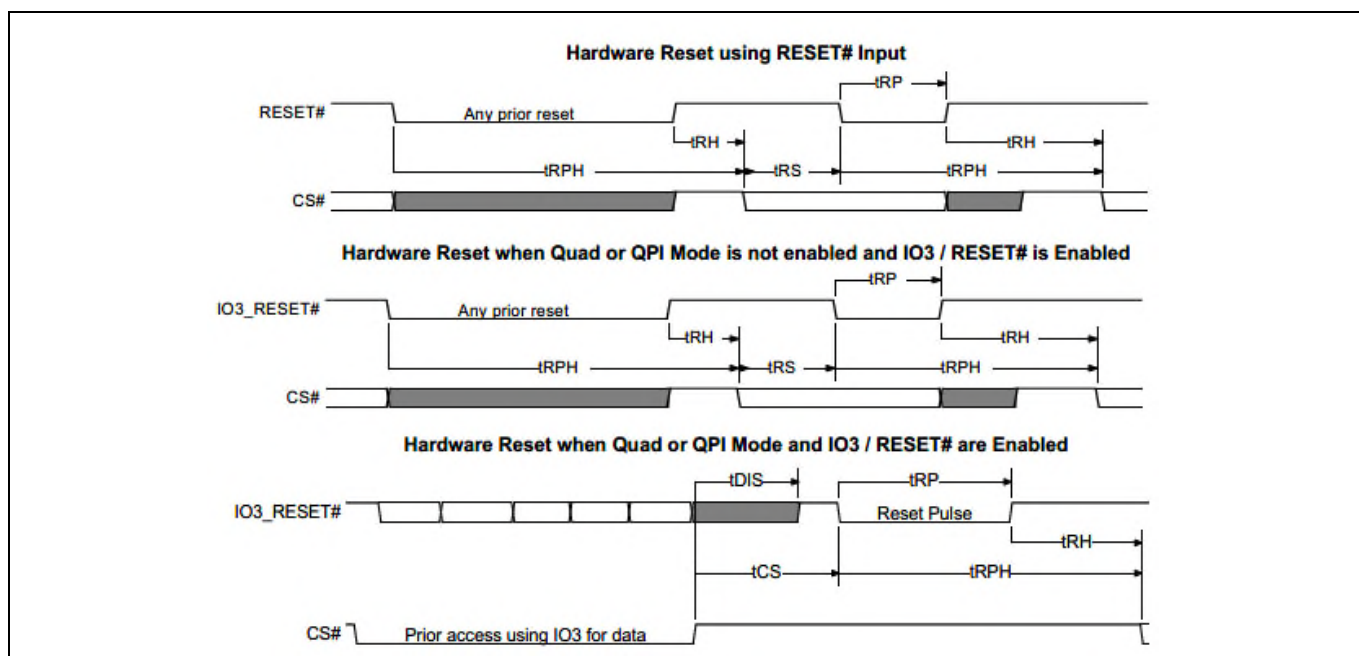 Hardware Reset using RESET# Input
tRP
RESET#
Any prior reset
tRH
tRH
tRPH
tRS
tRPH
CS#
Hardware Reset when Quad or QPI Mode is not enabled and IO3 / RESET# is Enabled
tRP
IO3_RESET#
Any prior reset
tRH
tRH
tRPH
tRS
tRPH
CS#
Hardware Reset when Quad or QPI Mode and IO3 / RESET# are Enabled
tDIS
tRP
IO3_RESET#
Reset Pulse
tRH
tCS
tRPH
CS#
Prior access using IO3 for data